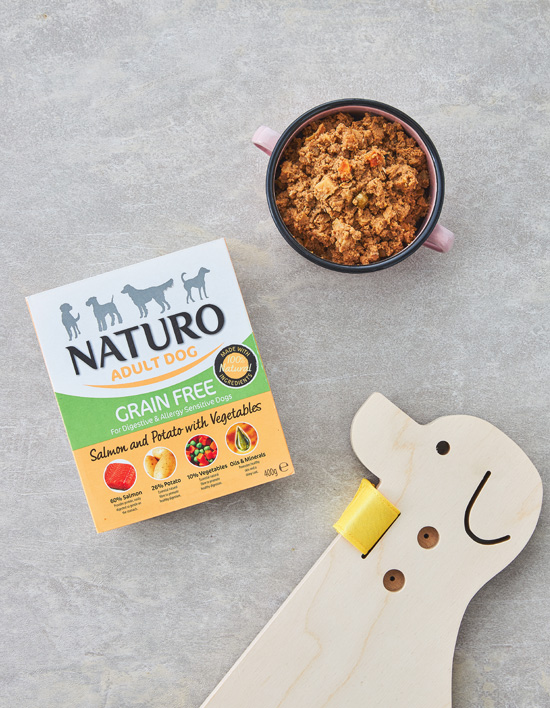 NATURO
ADULT DOG
MADE WITH
100%
Natural
INGREDIENTS
GRAIN FREE
For Digestive & Allergy Sensitive Dogs
Salmon and Potato with Vegetables
60% Salmon
26% Potato
10% Vegetables
Oils & Minerals
400g e